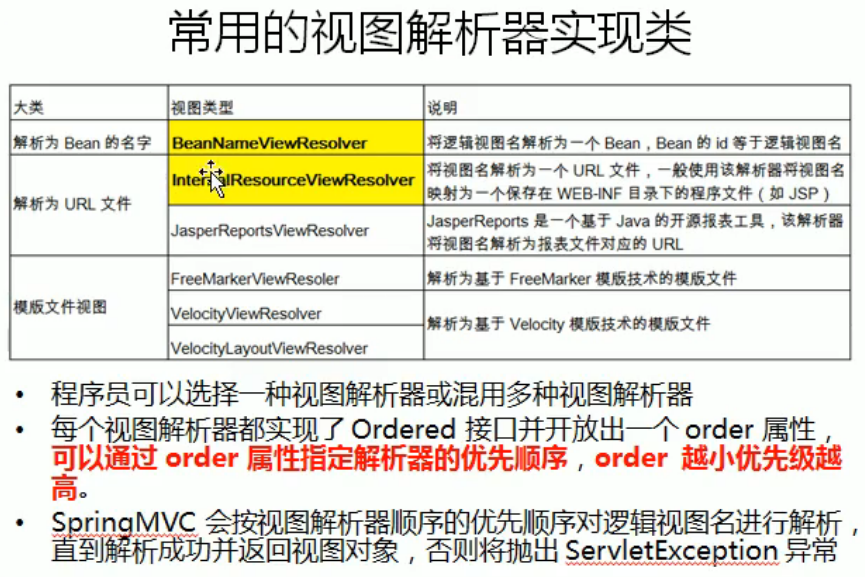 常用的视图解析器实现类
大类 视图类型 说明
解析为 Bean 的名字 BeanNameViewResolver 将逻辑视图名解析为一个 Bean，Bean 的 id 等于逻辑视图名
解析为 URL 文件 InternalResourceViewResolver 将视图名解析为一个 URL 文件，一般使用该解析器将视图名
映射为一个保存在 WEB-INF 目录下的程序文件（如 JSP）
JasperReportsViewResolver JasperReports 是一个基于 Java 的开源报表工具，该解析器
将视图名解析为报表文件对应的 URL
模版文件视图 FreeMarkerViewResoler 解析为基于 FreeMarker 模版技术的模版文件
VelocityViewResolver 解析为基于 Velocity 模版技术的模版文件
VelocityLayoutViewResolver
• 程序员可以选择一种视图解析器或混用多种视图解析器
• 每个视图解析器都实现了 Ordered 接口并开放出一个 order 属性，
可以通过 order 属性指定解析器的优先顺序，order 越小优先级越
高。
• SpringMVC 会按视图解析器顺序的优先顺序对逻辑视图名进行解析，
直到解析成功并返回视图对象，否则将抛出 ServletException 异常